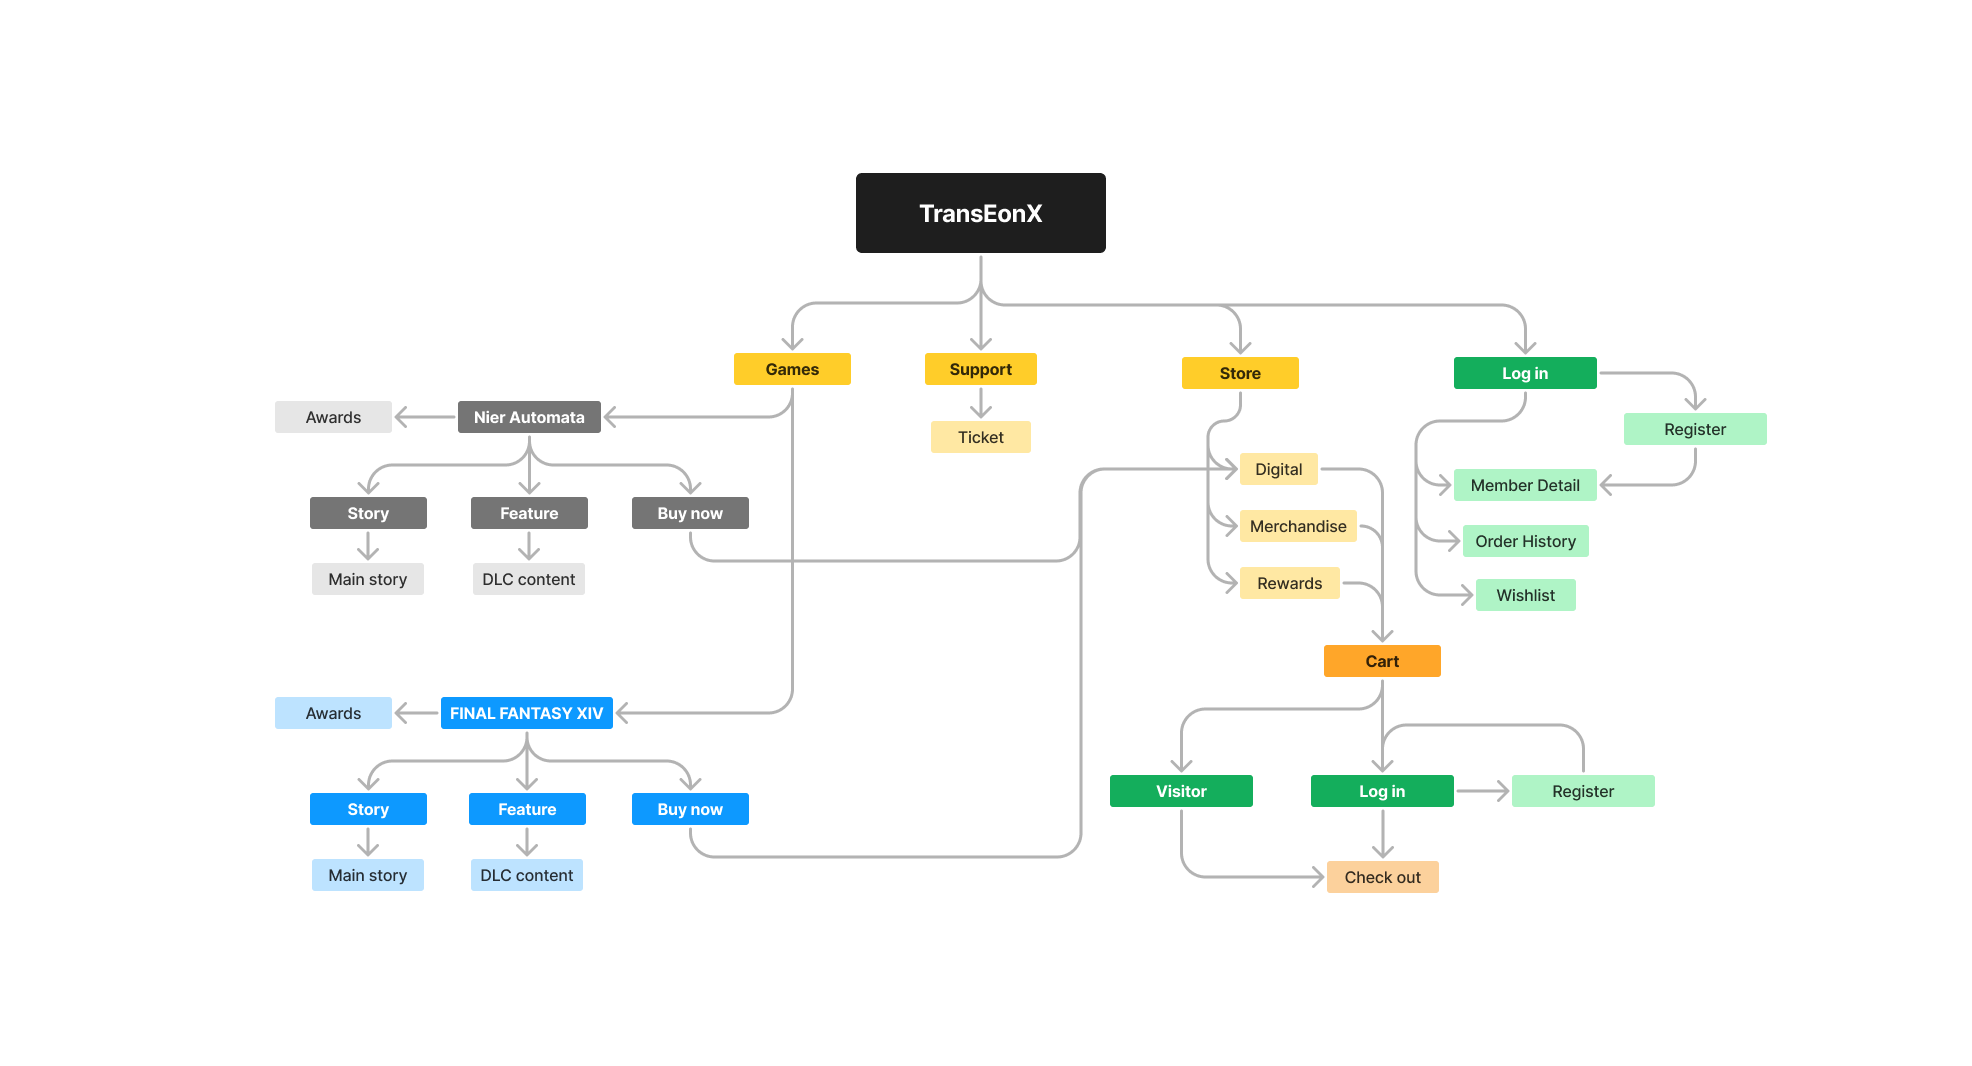 TransEonX
Games
Support
Store
Log in
Awards
Nier Automata
Ticket
Register
Digital
Member Detail
Story
Feature
Buy now
Merchandise
Order History
Main story
DLC content
Rewards
Wishlist
Cart
Awards
FINAL FANTASY XIV
Story
Feature
Buy now
Visitor
Log in
Register
Main story
DLC content
Check out